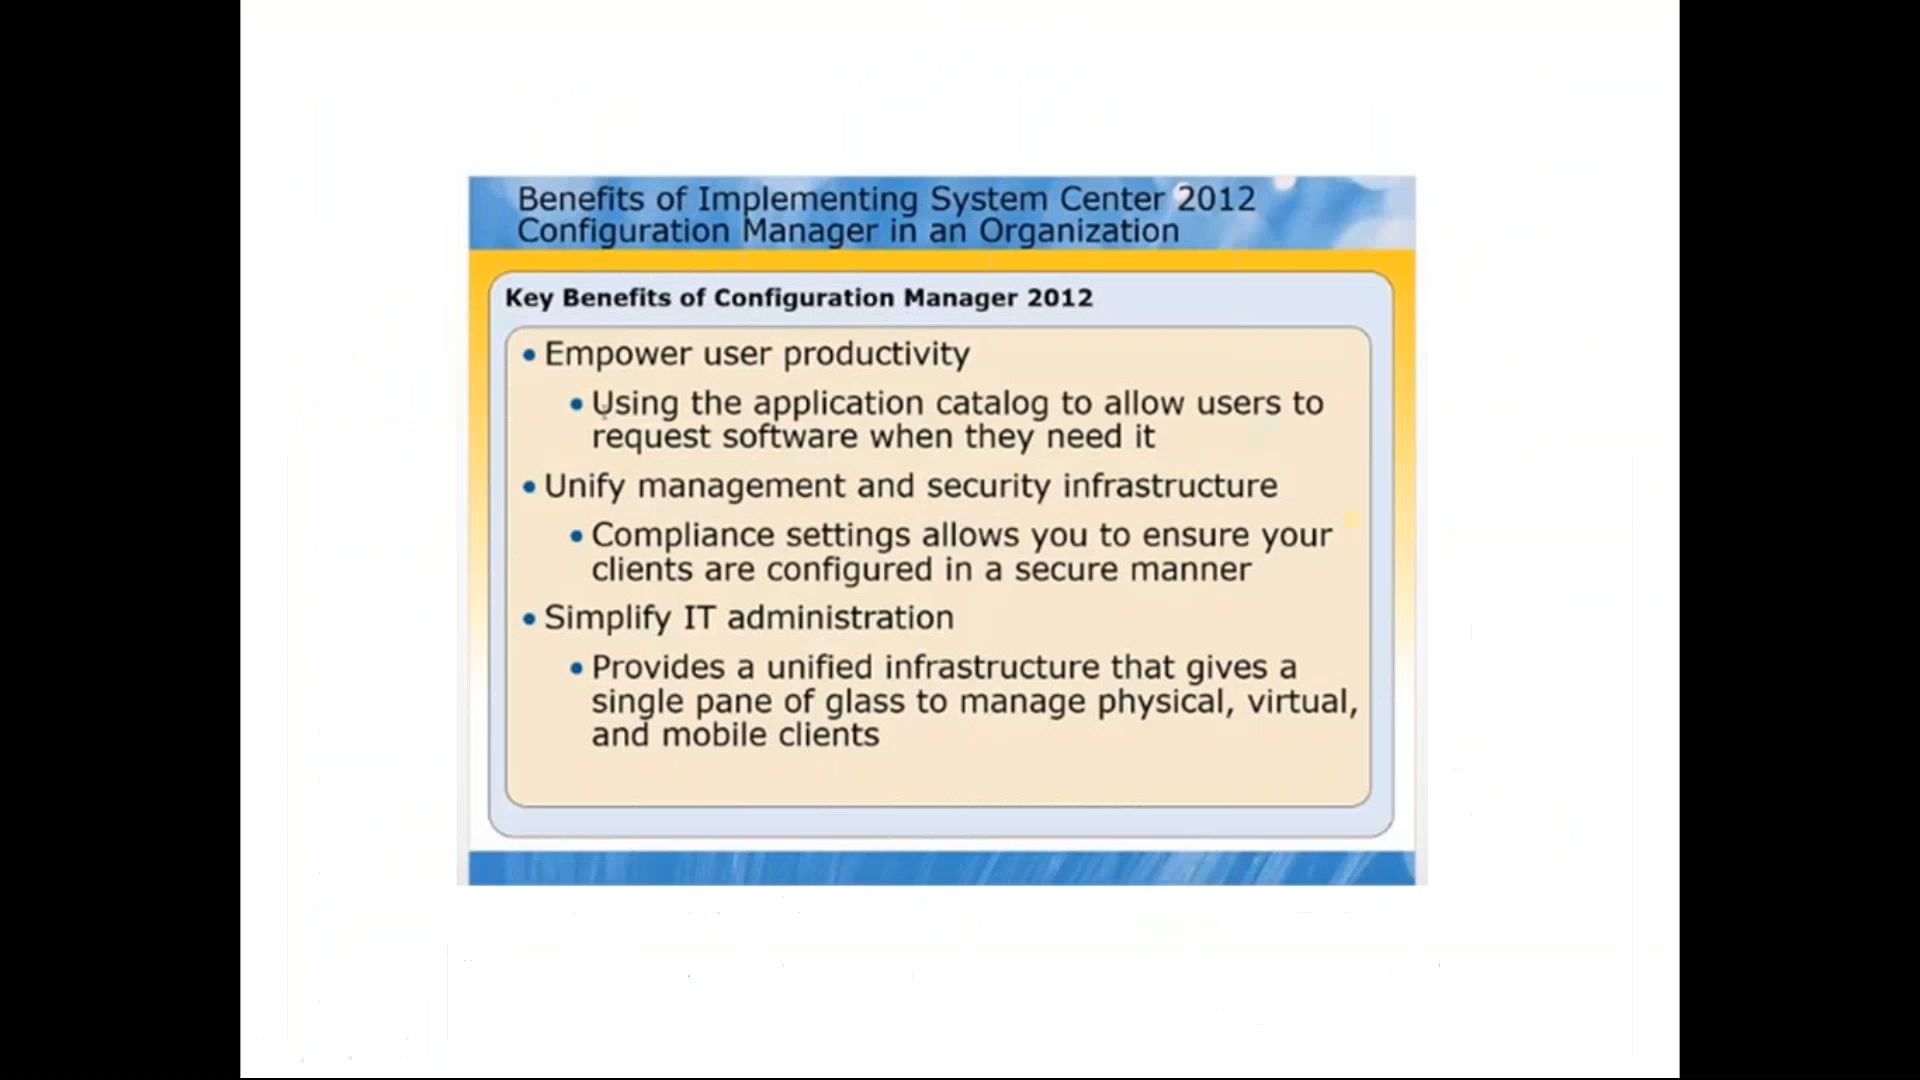 Benefits of Implementing System Center 2012
Configuration Manager in an Organization
Key Benefits of Configuration Manager 2012
• Empower user productivity
• Using the application catalog to allow users to
request software when they need it
• Unify management and security infrastructure
• Compliance settings allows you to ensure your
clients are configured in a secure manner
• Simplify IT administration
• Provides a unified infrastructure that gives a
single pane of glass to manage physical, virtual,
and mobile clients